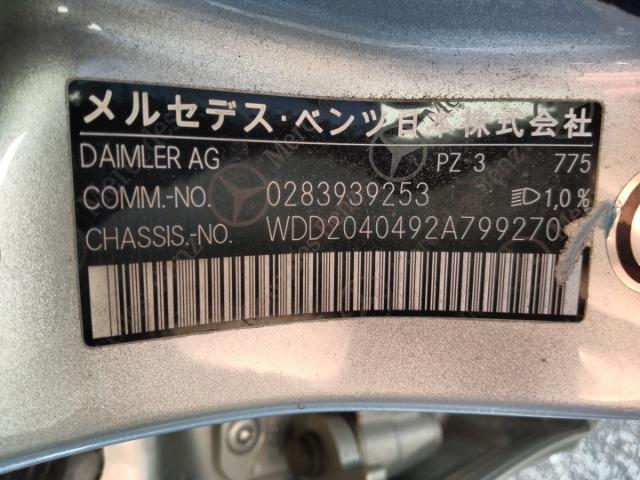 メルセデス・ベンツ日本株式会社
DAIMLER AG PZ 3 775
COMM.-NO. 0283939253 1,0%
CHASSIS.-NO. WDD2040492A799270